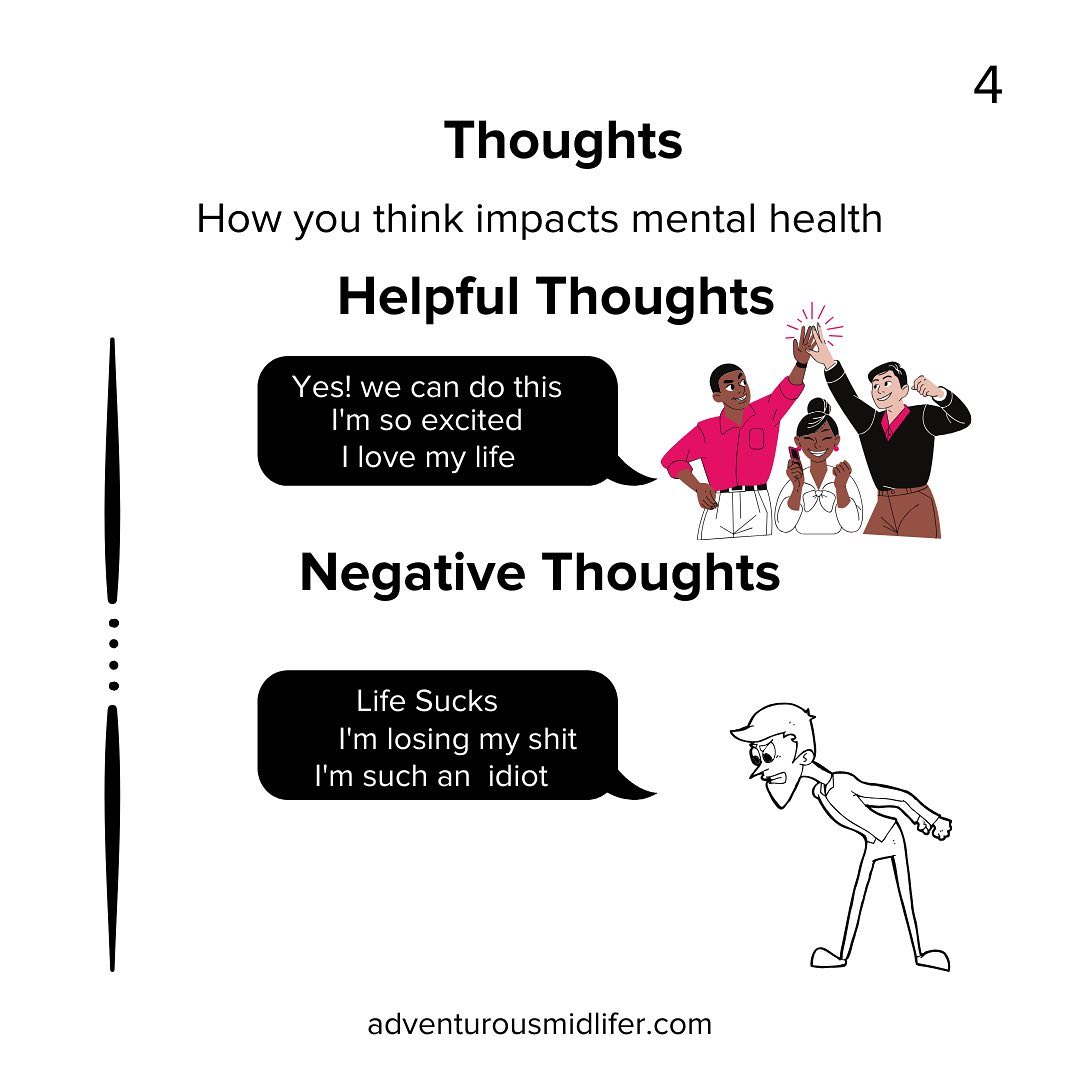 4
Thoughts
How you think impacts mental health
Helpful Thoughts
Yes! we can do this
I'm so excited
I love my life
Negative Thoughts
Life Sucks
I'm losing my shit
I'm such an  idiot
adventurousmidlifer.com